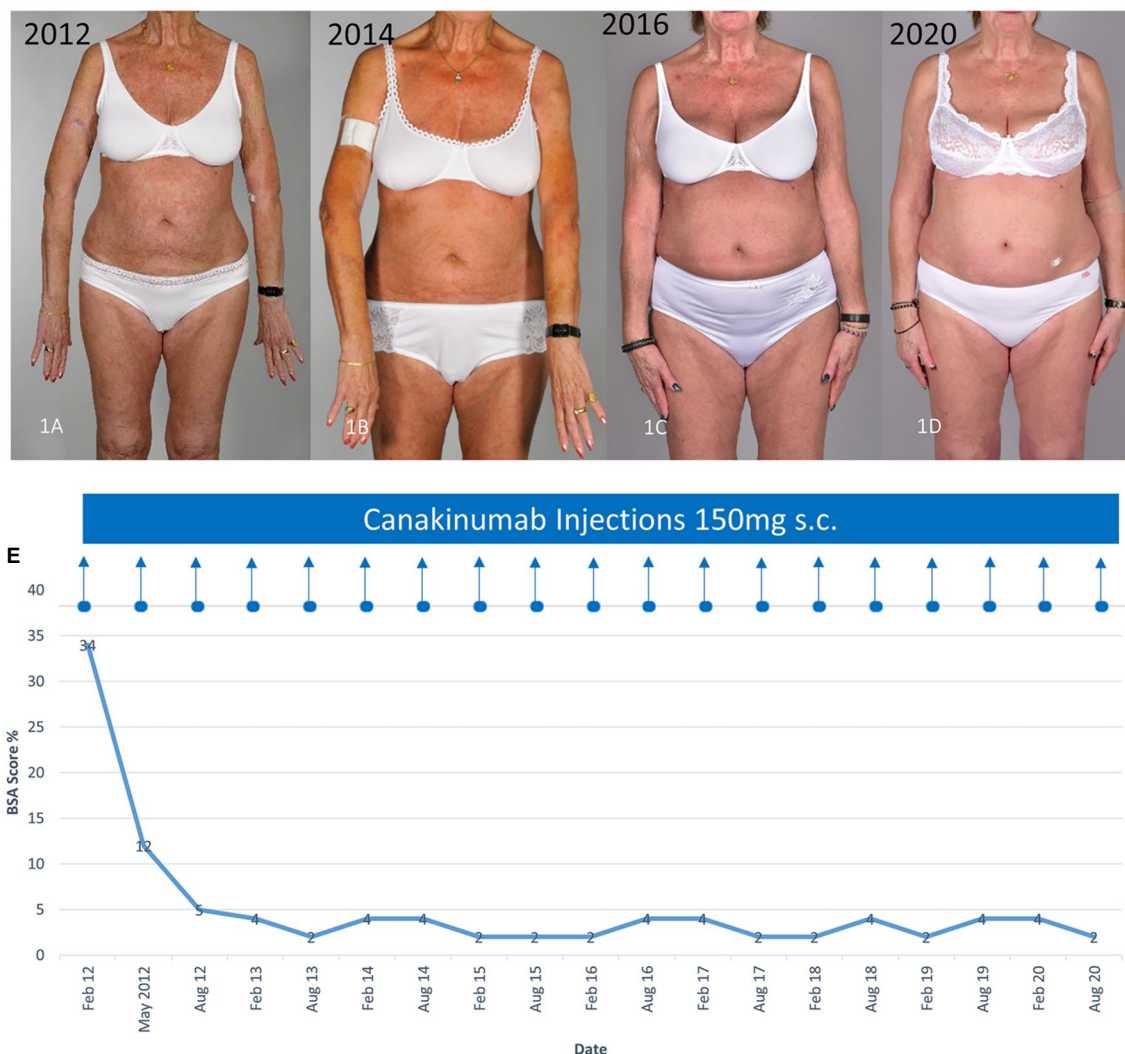 2012 2014 2016 2020
1A 1B 1C 1D
Canakinumab Injections 150mg s.c.
E
40
35
30
25
20
15
10
5
0
BSA Score %
34 12 5 4 2 4 4 2 2 2 4 4 2 2 4 2 4 4 2
Feb 12 May 2012 Aug 12 Feb 13 Aug 13 Feb 14 Aug 14 Feb 15 Aug 15 Feb 16 Aug 16 Feb 17 Aug 17 Feb 18 Aug 18 Feb 19 Aug 19 Feb 20 Aug 20
Date